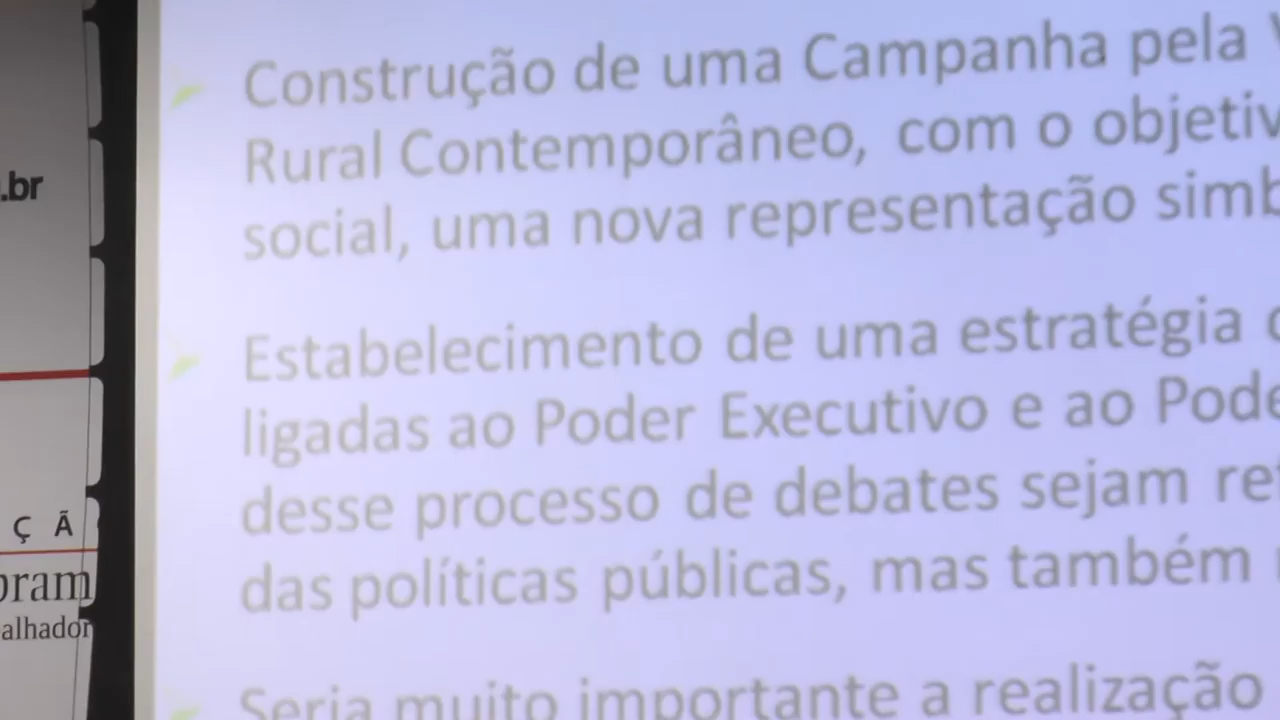 .br
Ç Ã
alhador
Construção de uma Campanha pela
Rural Contemporâneo, com o objetiv
social, uma nova representação simb
Estabelecimento de uma estratégia
ligadas ao Poder Executivo e ao Pode
desse processo de debates sejam re
das políticas públicas, mas também
Seria muito importante a realização